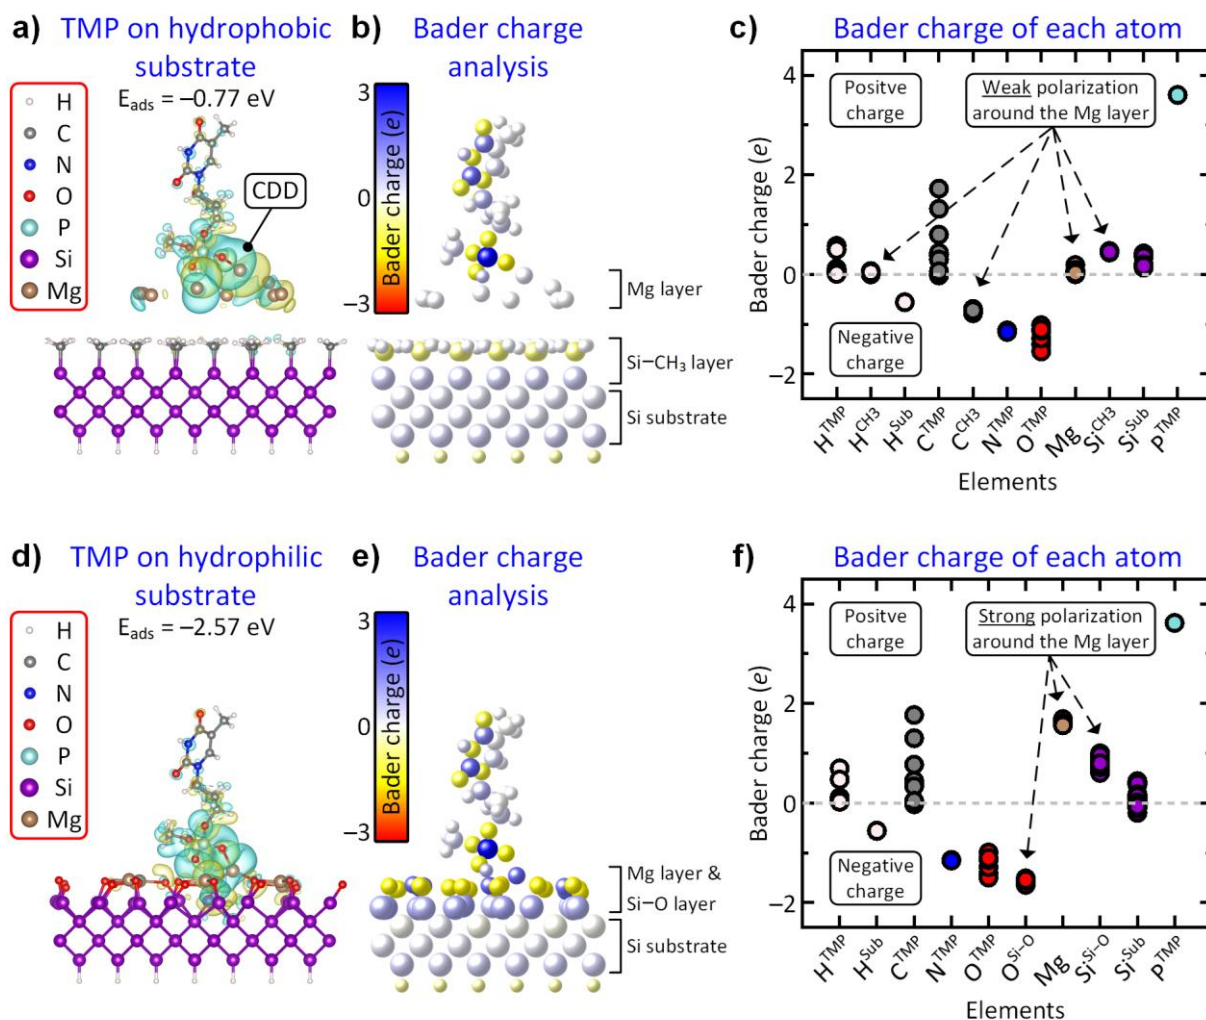 a) TMP on hydrophobic
substrate
E_ads = −0.77 eV
H
C
N
O
P
Si
Mg
CDD
b) Bader charge
analysis
3
0
−3
Bader charge (e)
Mg layer
Si−CH₃ layer
Si substrate
c) Bader charge of each atom
Bader charge (e)
4
2
0
−2
Positve
charge
Weak polarization
around the Mg layer
Negative
charge
H^TMP
H^CH3
H^Sub
C^TMP
C^CH3
N^TMP
O^TMP
Mg
Si^CH3
Si^Sub
P^TMP
Elements
d) TMP on hydrophilic
substrate
E_ads = −2.57 eV
H
C
N
O
P
Si
Mg
e) Bader charge
analysis
3
0
−3
Bader charge (e)
Mg layer &
Si−O layer
Si substrate
f) Bader charge of each atom
Bader charge (e)
4
2
0
−2
Positve
charge
Strong polarization
around the Mg layer
Negative
charge
H^TMP
H^Sub
C^TMP
N^TMP
O^TMP
O^Si−O
Mg
Si^Si−O
Si^Sub
P^TMP
Elements